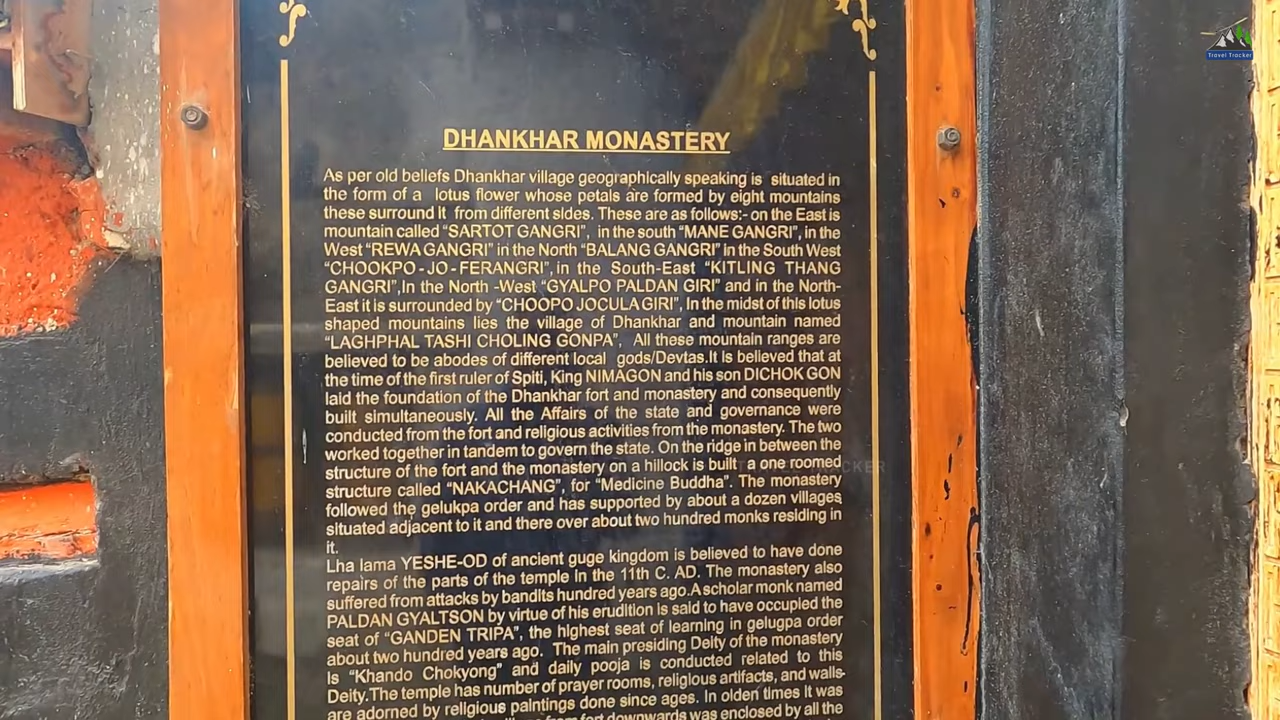 Travel Tracker
DHANKHAR MONASTERY
As per old beliefs Dhankhar village geographically speaking is situated in
the form of a lotus flower whose petals are formed by eight mountains
these surround It from different sides. These are as follows:- on the East is
mountain called "SARTOT GANGRI", in the south "MANE GANGRI", in the
West "REWA GANGRI" in the North "BALANG GANGRI" in the South West
"CHOOKPO - JO - FERANGRI", in the South-East "KITLING THANG
GANGRI",In the North -West "GYALPO PALDAN GIRI" and in the North-
East it is surrounded by "CHOOPO JOCULA GIRI", In the midst of this lotus
shaped mountains lies the village of Dhankhar and mountain named
"LAGHPHAL TASHI CHOLING GONPA", All these mountain ranges are
believed to be abodes of different local gods/Devtas.It is believed that at
the time of the first ruler of Spiti, King NIMAGON and his son DICHOK GON
laid the foundation of the Dhankhar fort and monastery and consequently
built simultaneously. All the Affairs of the state and governance were
conducted from the fort and religious activities from the monastery. The two
worked together in tandem to govern the state. On the ridge in between the
structure of the fort and the monastery on a hillock is built a one roomed
structure called "NAKACHANG", for "Medicine Buddha". The monastery
followed the gelukpa order and has supported by about a dozen villages
situated adjacent to it and there over about two hundred monks residing in
it.
Lha lama YESHE-OD of ancient guge kingdom is believed to have done
repairs of the parts of the temple in the 11th C. AD. The monastery also
suffered from attacks by bandits hundred years ago.A scholar monk named
PALDAN GYALTSON by virtue of his erudition is said to have occupied the
seat of "GANDEN TRIPA", the highest seat of learning in gelugpa order
about two hundred years ago. The main presiding Deity of the monastery
is "Khando Chokyong" and daily pooja is conducted related to this
Deity.The temple has number of prayer rooms, religious artifacts, and walls
are adorned by religious paintings done since ages. In olden times it was
from fort downwards was enclosed by all the